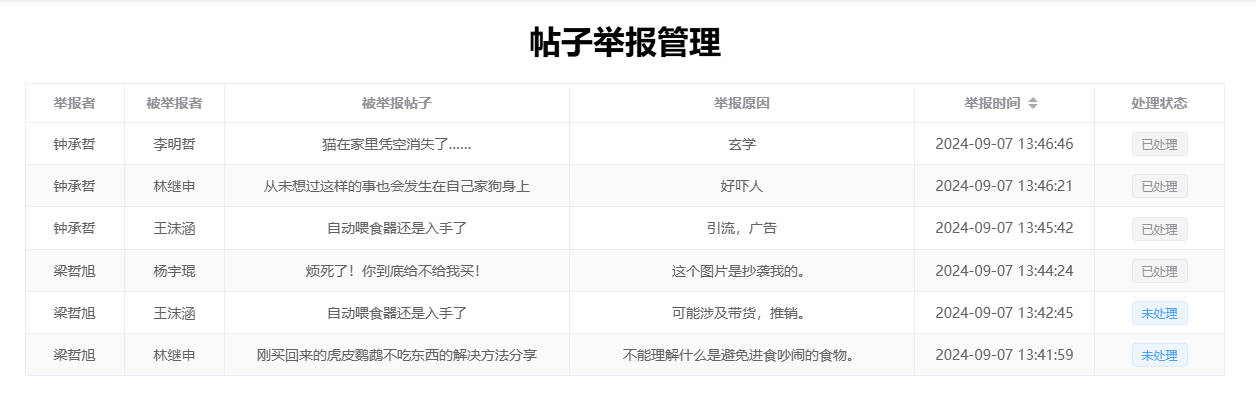 帖子举报管理
举报者 被举报者 被举报帖子 举报原因 举报时间 处理状态
钟承哲 李明哲 猫在家里凭空消失了...... 玄学 2024-09-07 13:46:46 已处理
钟承哲 林继申 从未想过这样的事也会发生在自己家狗身上 好吓人 2024-09-07 13:46:21 已处理
钟承哲 王沫涵 自动喂食器还是入手了 引流，广告 2024-09-07 13:45:42 已处理
梁哲旭 杨宇琨 烦死了！你到底给不给我买！ 这个图片是抄袭我的。 2024-09-07 13:44:24 已处理
梁哲旭 王沫涵 自动喂食器还是入手了 可能涉及带货，推销。 2024-09-07 13:42:45 未处理
梁哲旭 林继申 刚买回来的虎皮鹦鹉不吃东西的解决方法分享 不能理解什么是避免进食吵闹的食物。 2024-09-07 13:41:59 未处理